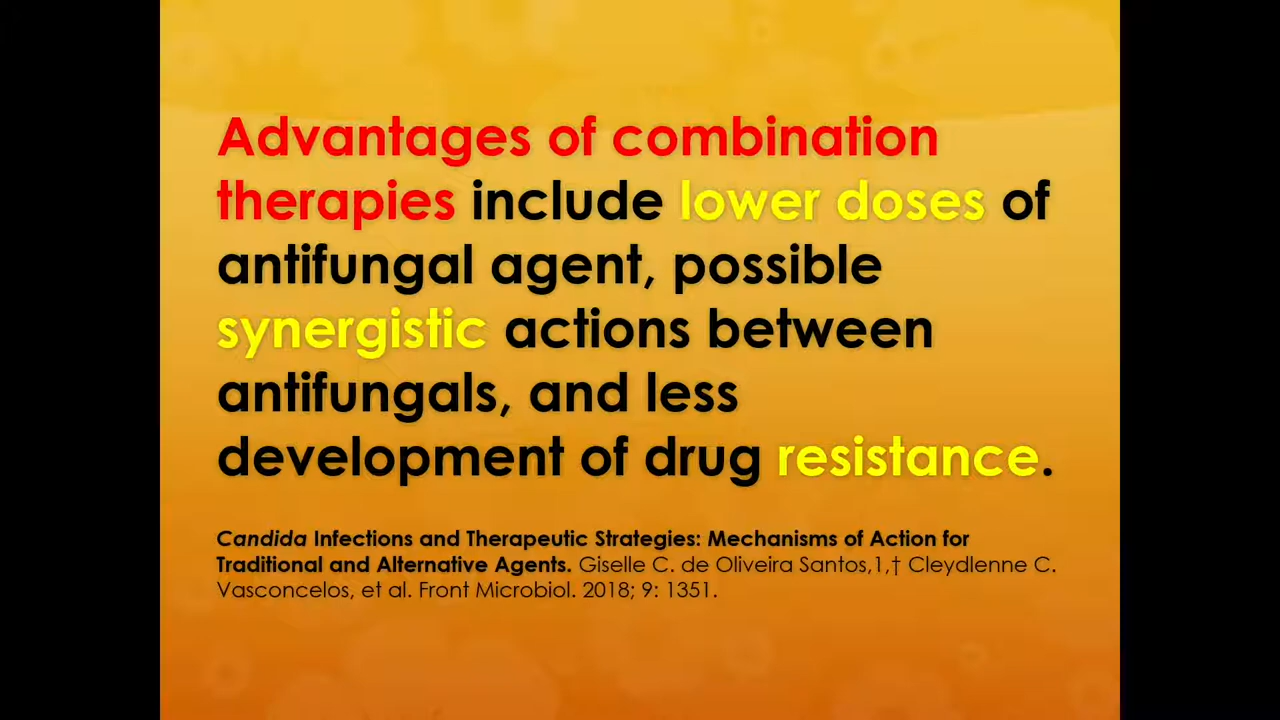 Advantages of combination
therapies include lower doses of
antifungal agent, possible
synergistic actions between
antifungals, and less
development of drug resistance.
Candida Infections and Therapeutic Strategies: Mechanisms of Action for
Traditional and Alternative Agents. Giselle C. de Oliveira Santos,1,† Cleydlenne C.
Vasconcelos, et al. Front Microbiol. 2018; 9: 1351.